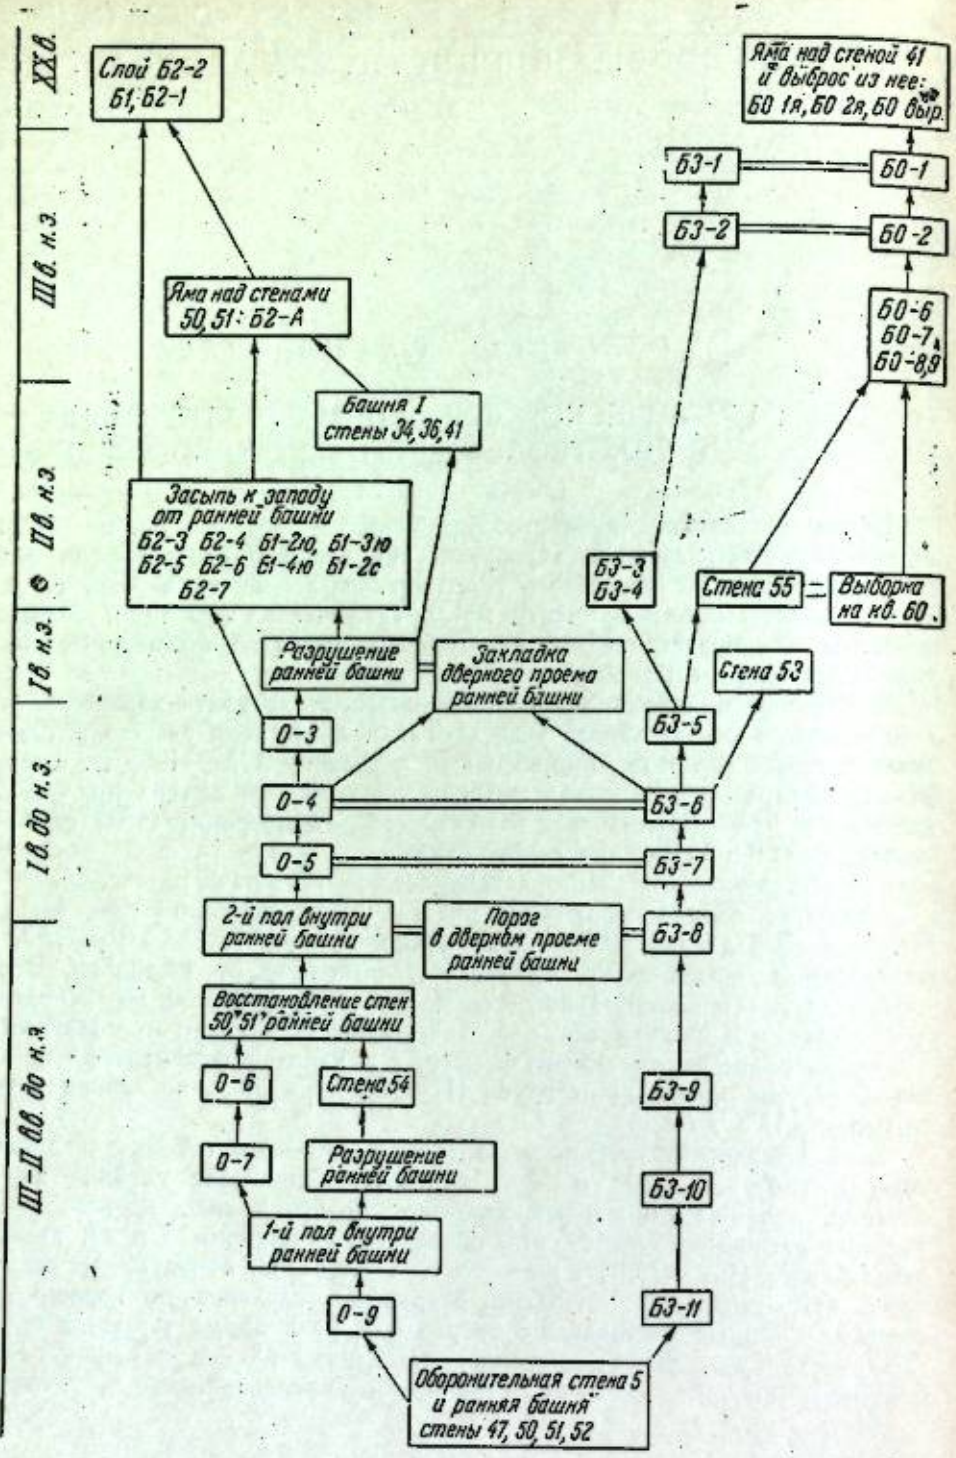 XX в.
III в. н.э.
II в. н.э.
I в. н.э.
I в. до н.э.
III-II в.в. до н.э.
Слой Б2-2
Б1, Б2-1
Яма над стеной 41
и выброс из нее:
Б0 1я, Б0 2я, Б0 выр.
Б3-1
Б0-1
Б3-2
Б0-2
Яма над стенами
50, 51: Б2-А
Б0-6
Б0-7,
Б0-8,9
Башня I
стены 34, 36, 41
Засыпь к западу
от ранней башни
Б2-3 Б2-4 Б1-2ю, Б1-3ю
Б2-5 Б2-6 Б1-4ю Б1-2с
Б2-7
Б3-3
Б3-4
Стена 55
Выборка
на кв. 60.
Разрушение
ранней башни
Закладка
дверного проема
ранней башни
Стена 53
О-3
Б3-5
О-4
Б3-6
О-5
Б3-7
2-й пол внутри
ранней башни
Порог
в дверном проеме
ранней башни
Б3-8
Восстановление стен
50, 51 ранней башни
О-6
Стена 54
Б3-9
О-7
Разрушение
ранней башни
Б3-10
1-й пол внутри
ранней башни
О-9
Б3-11
Оборонительная стена 5
и ранняя башня
стены 47, 50, 51, 52